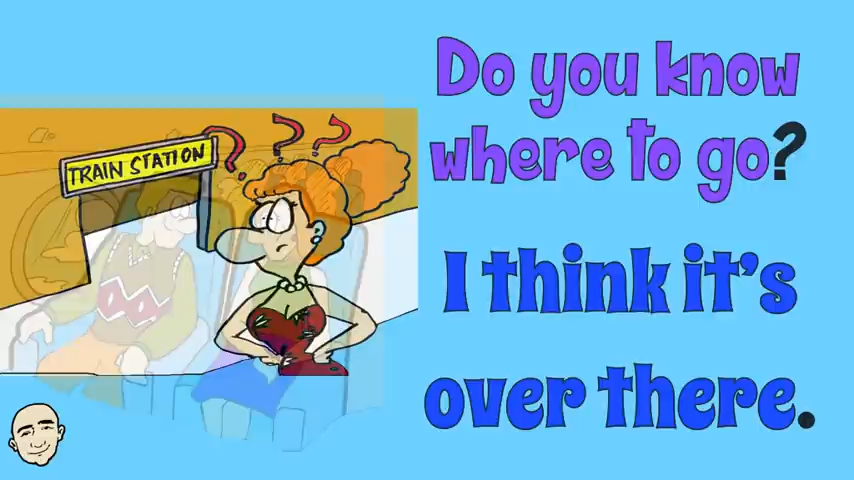 Do you know
where to go?
TRAIN STATION
? ? ?
I think it's
over there.